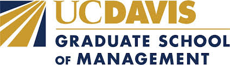 UCDAVIS
GRADUATE SCHOOL
OF MANAGEMENT